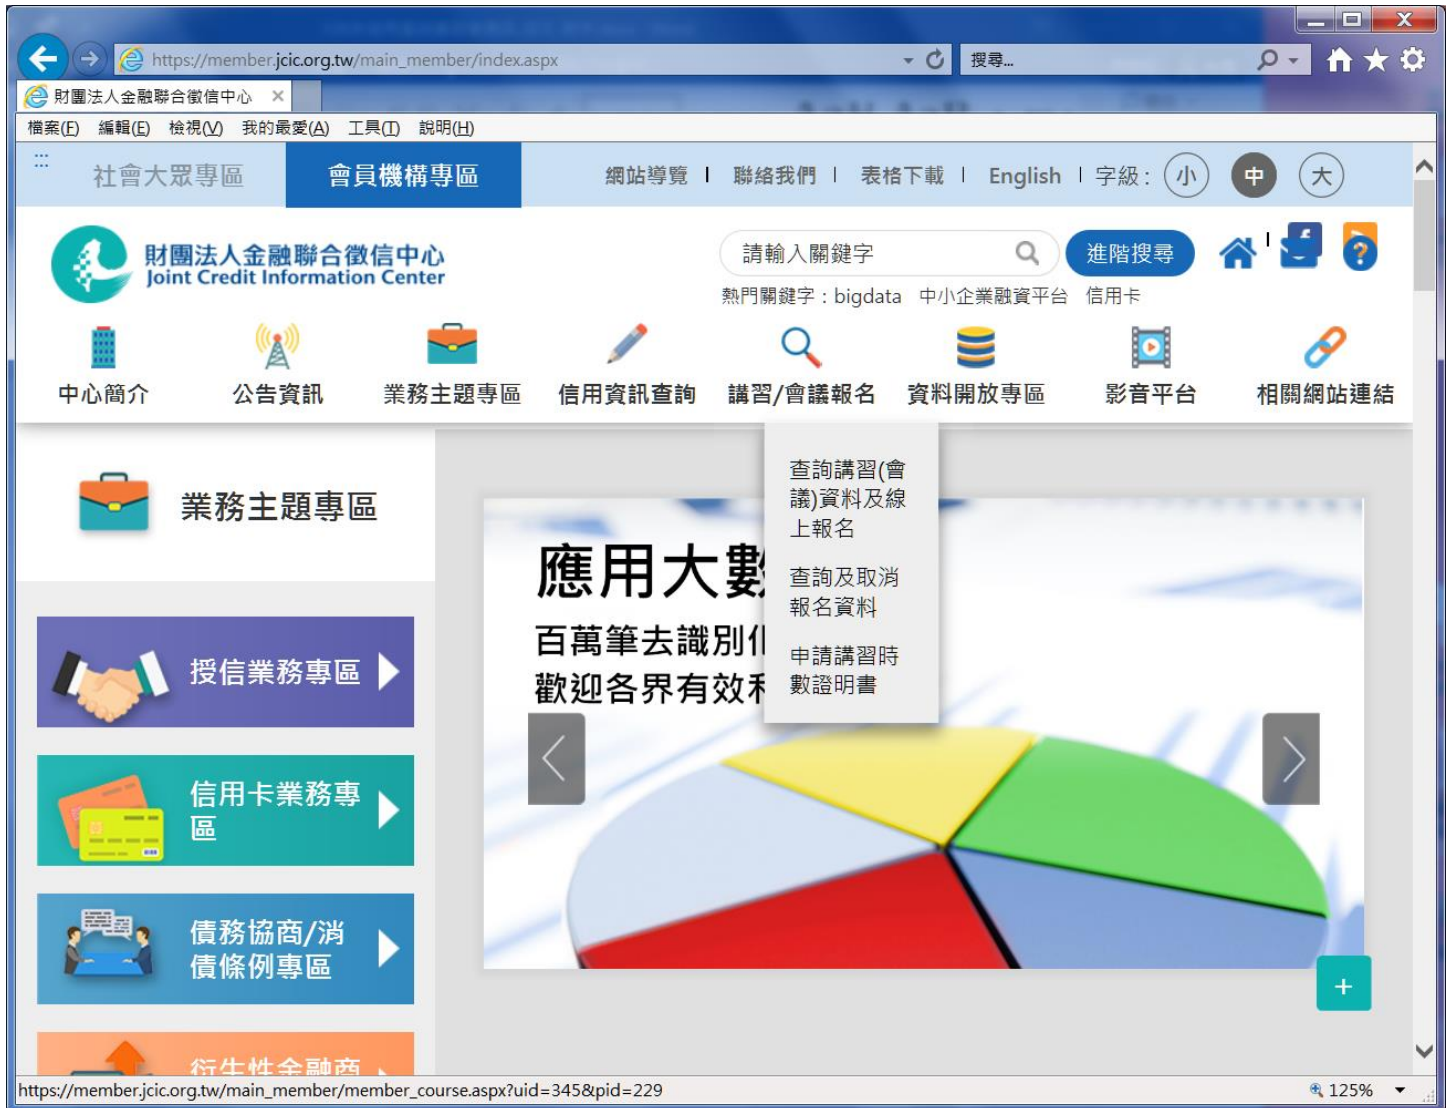 https://member.jcic.org.tw/main_member/index.aspx
搜尋...
財團法人金融聯合徵信中心
檔案(F) 編輯(E) 檢視(V) 我的最愛(A) 工具(T) 說明(H)
社會大眾專區 會員機構專區 網站導覽 聯絡我們 表格下載 English 字級： 小 中 大
財團法人金融聯合徵信中心
Joint Credit Information Center
請輸入關鍵字 進階搜尋
熱門關鍵字：bigdata 中小企業融資平台 信用卡
中心簡介 公告資訊 業務主題專區 信用資訊查詢 講習/會議報名 資料開放專區 影音平台 相關網站連結
查詢講習(會
議)資料及線
上報名
查詢及取消
報名資料
申請講習時
數證明書
業務主題專區
應用大數
百萬筆去識別
歡迎各界有效
授信業務專區
信用卡業務專
區
債務協商/消
債條例專區
衍生性金融商
+
https://member.jcic.org.tw/main_member/member_course.aspx?uid=345&pid=229
125%